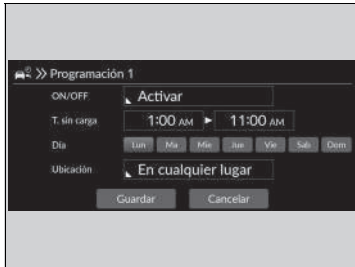 Programación 1
ON/OFF Activar
T. sin carga 1:00 AM ► 11:00 AM
Día Lun Ma Mie Jue Vie Sab Dom
Ubicación En cualquier lugar
Guardar Cancelar